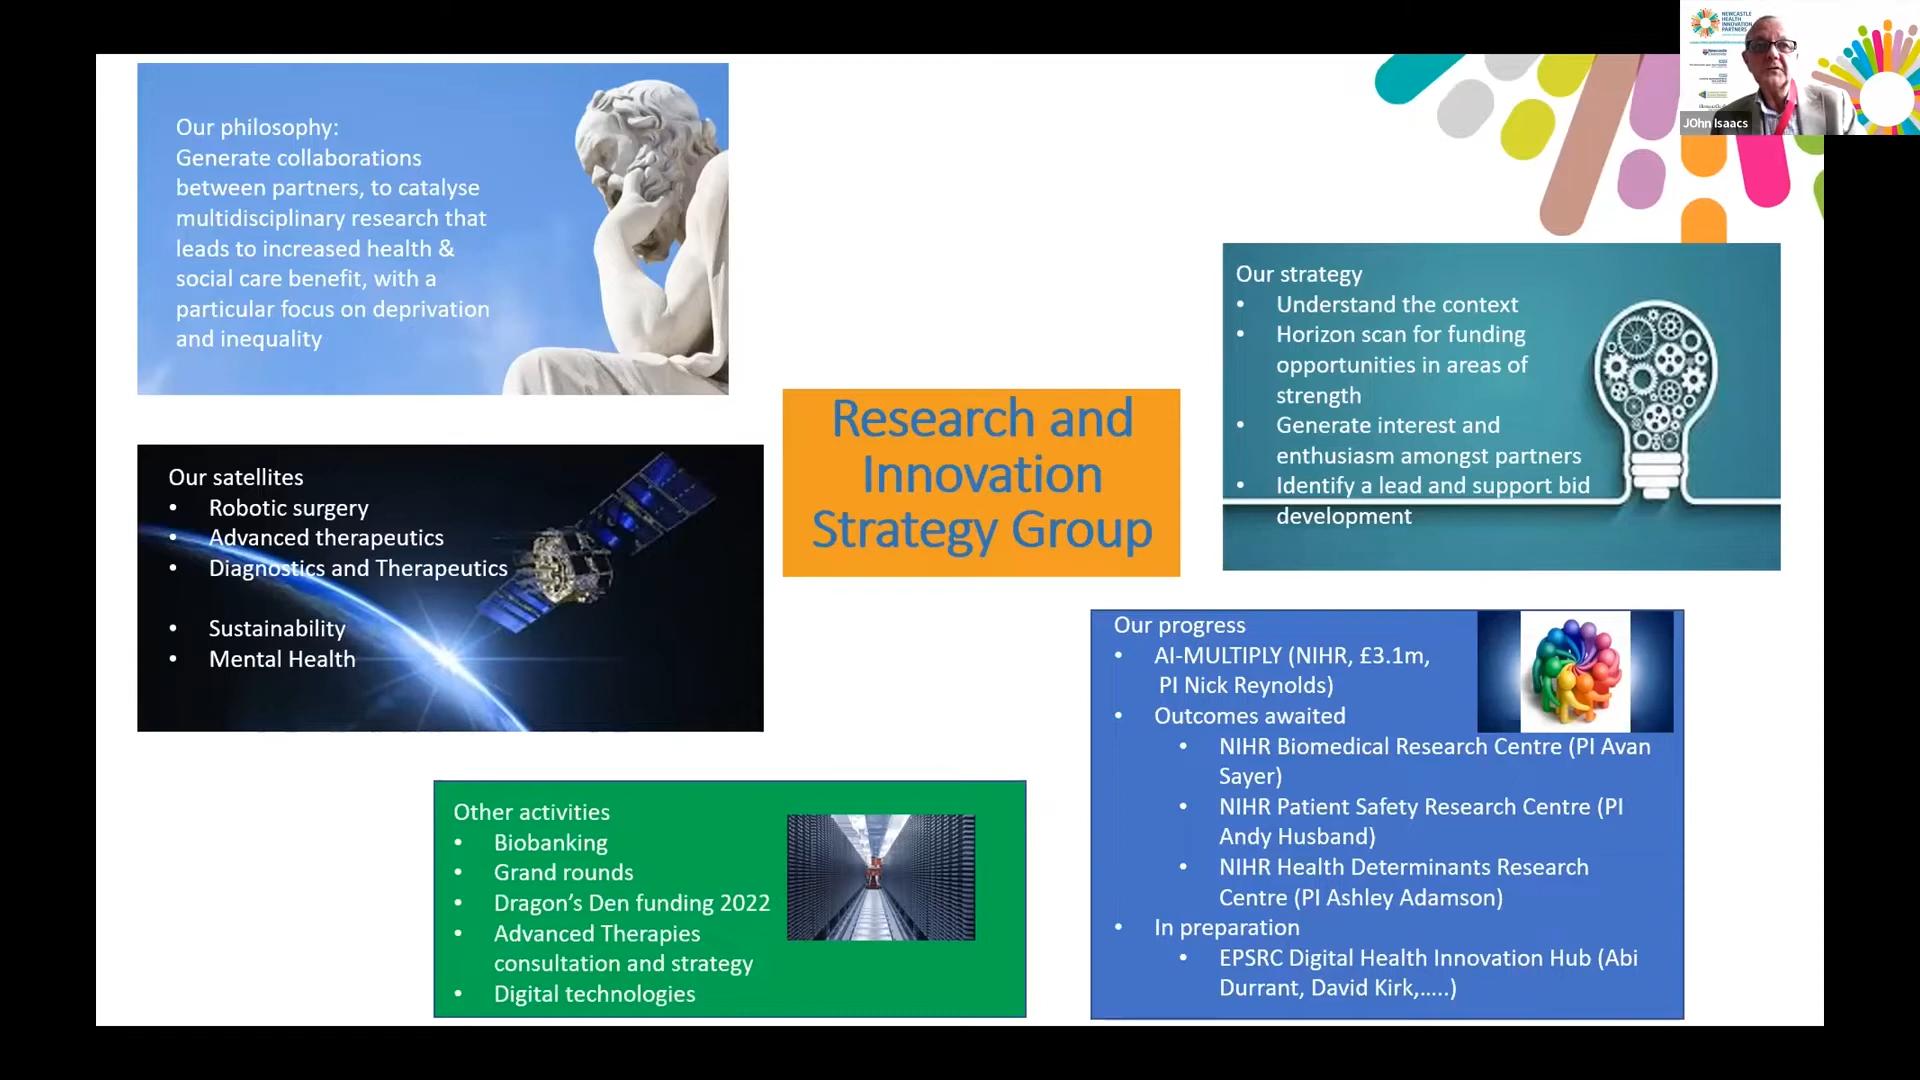 Our philosophy:
Generate collaborations
between partners, to catalyse
multidisciplinary research that
leads to increased health &
social care benefit, with a
particular focus on deprivation
and inequality
NEWCASTLE
HEALTH
INNOVATION
PARTNERS
JOhn Isaacs
Our strategy
• Understand the context
• Horizon scan for funding
opportunities in areas of
strength
• Generate interest and
enthusiasm amongst partners
• Identify a lead and support bid
development
Research and
Innovation
Strategy Group
Our satellites
• Robotic surgery
• Advanced therapeutics
• Diagnostics and Therapeutics
• Sustainability
• Mental Health
Our progress
• AI-MULTIPLY (NIHR, £3.1m,
PI Nick Reynolds)
• Outcomes awaited
• NIHR Biomedical Research Centre (PI Avan
Sayer)
• NIHR Patient Safety Research Centre (PI
Andy Husband)
• NIHR Health Determinants Research
Centre (PI Ashley Adamson)
• In preparation
• EPSRC Digital Health Innovation Hub (Abi
Durrant, David Kirk,…..)
Other activities
• Biobanking
• Grand rounds
• Dragon’s Den funding 2022
• Advanced Therapies
consultation and strategy
• Digital technologies